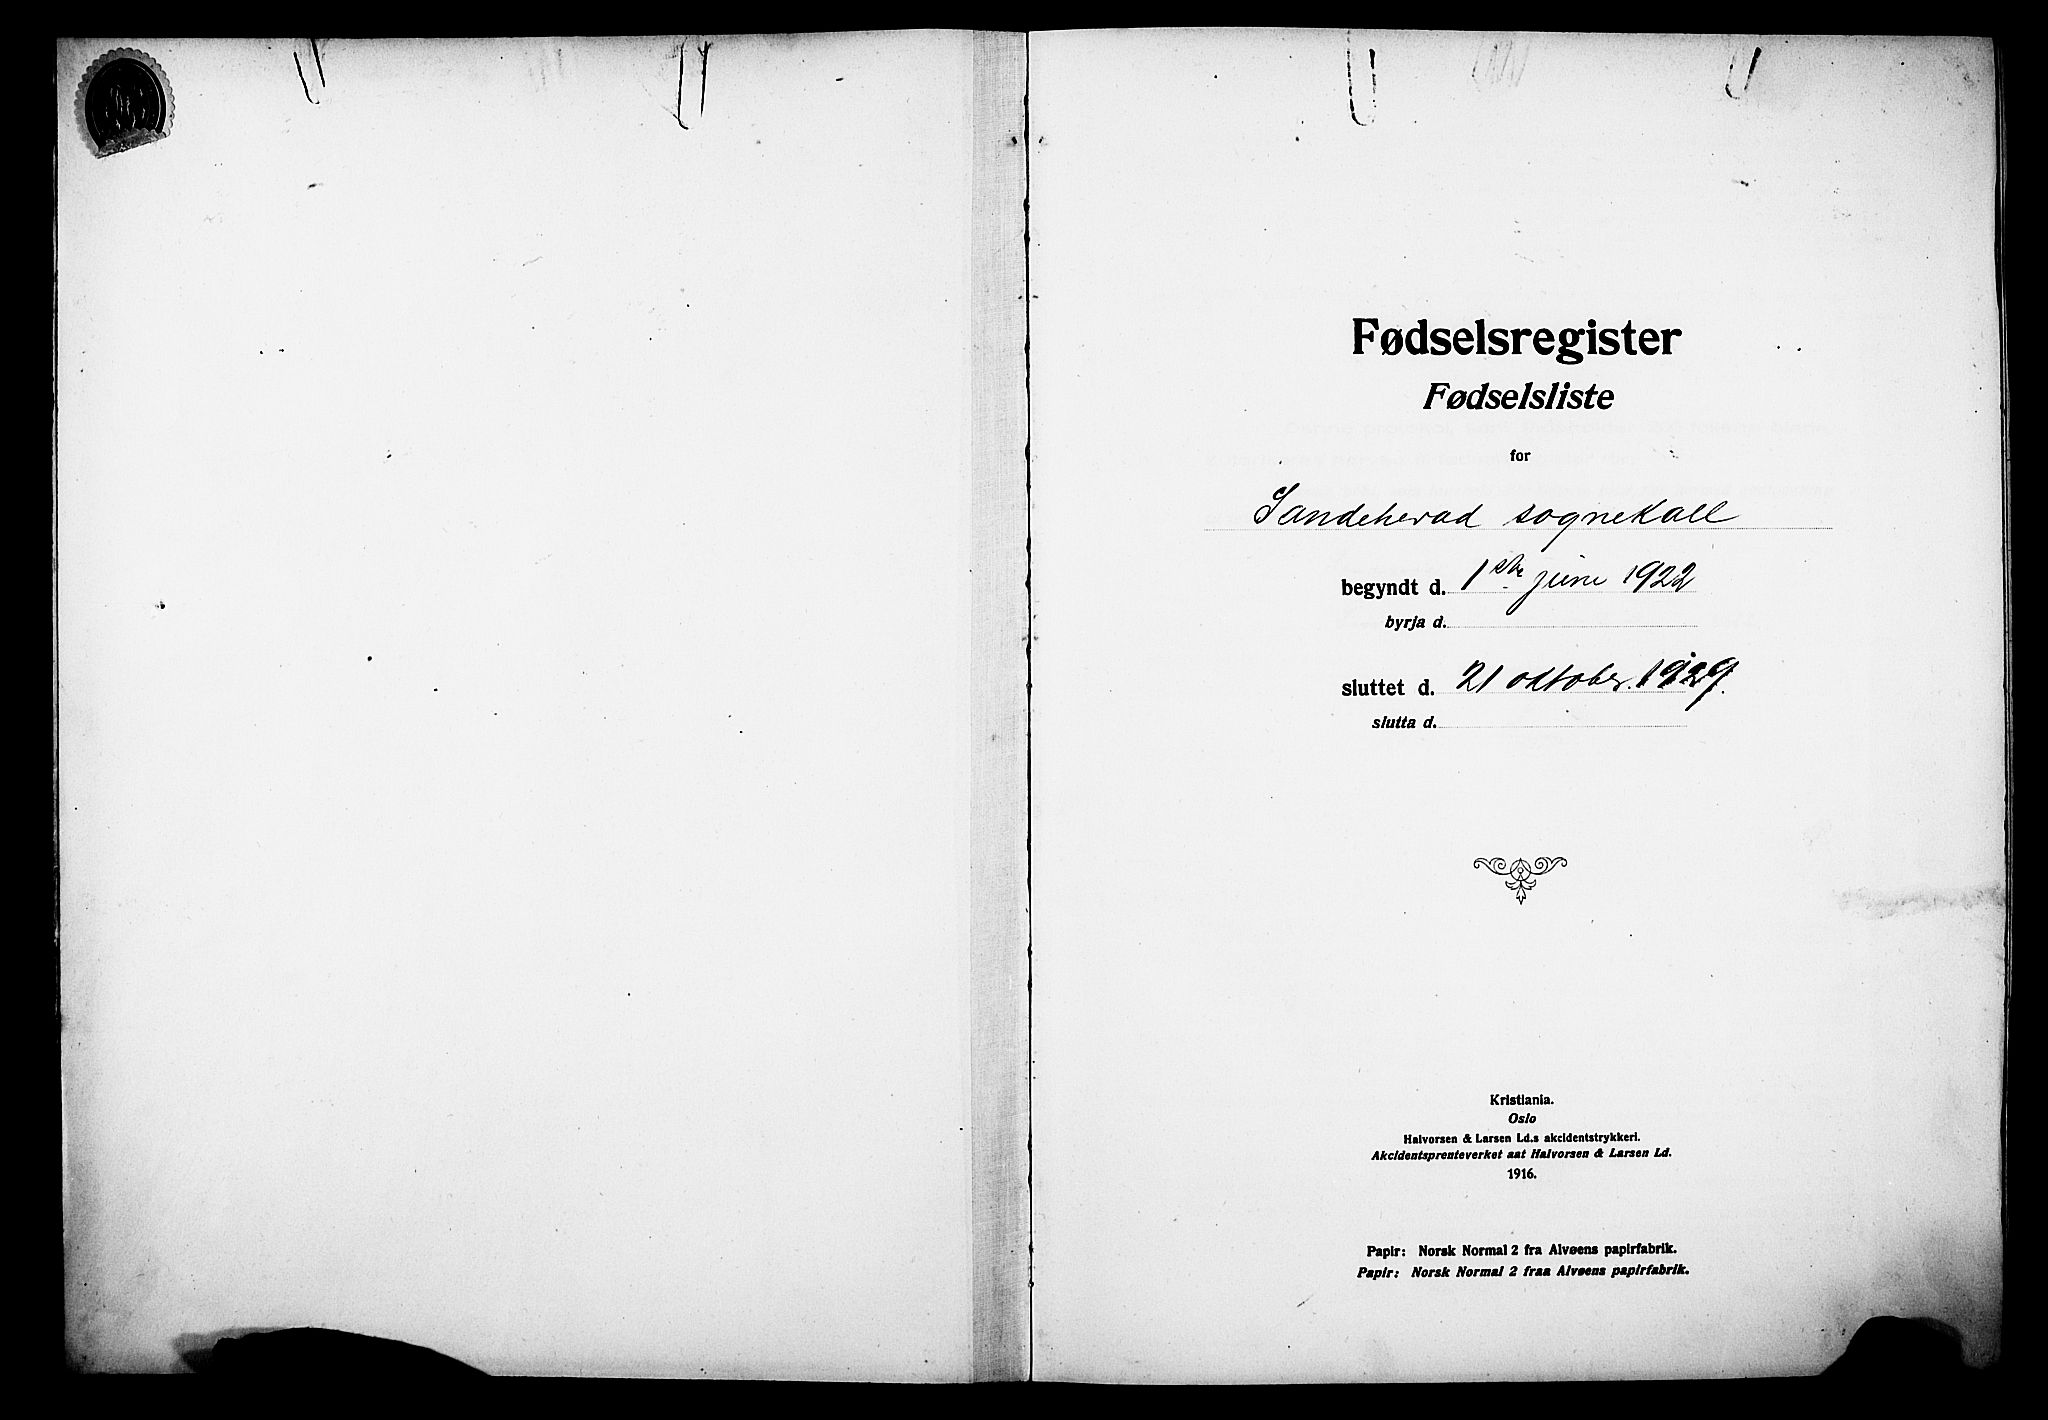 Fødselsregister
Fødselsliste
for
Sandeherad sognekall
begyndt d. 1ste juni 1922
byrja d.
sluttet d. 21 oktober. 1929.
slutta d.
Kristiania.
Oslo
Halvorsen & Larsen Ld.s akcidentstrykkeri.
Akcidentsprenteverket aat Halvorsen & Larsen Ld.
1916.
Papir: Norsk Normal 2 fra Alvøens papirfabrik.
Papir: Norsk Normal 2 fraa Alvøens papirfabrik.